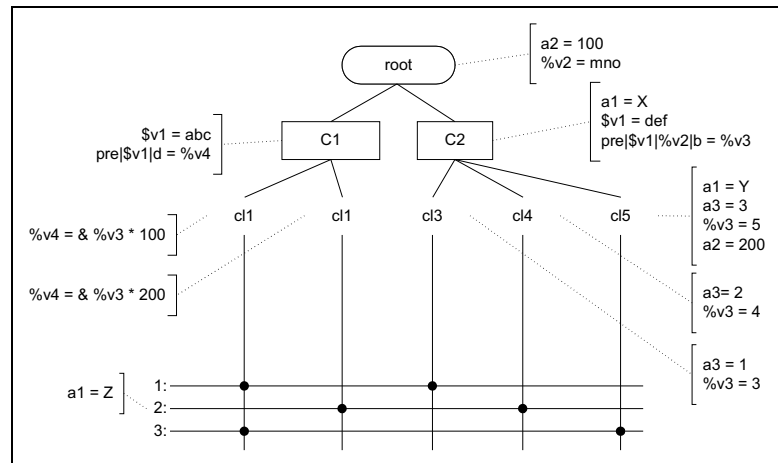 a2 = 100
%v2 = mno
root
a1 = X
$v1 = def
pre|$v1|%v2|b = %v3
$v1 = abc
pre|$v1|d = %v4
C1
C2
a1 = Y
a3 = 3
%v3 = 5
a2 = 200
cl1
cl1
cl3
cl4
cl5
%v4 = & %v3 * 100
%v4 = & %v3 * 200
a3= 2
%v3 = 4
a3 = 1
%v3 = 3
a1 = Z
1:
2:
3: